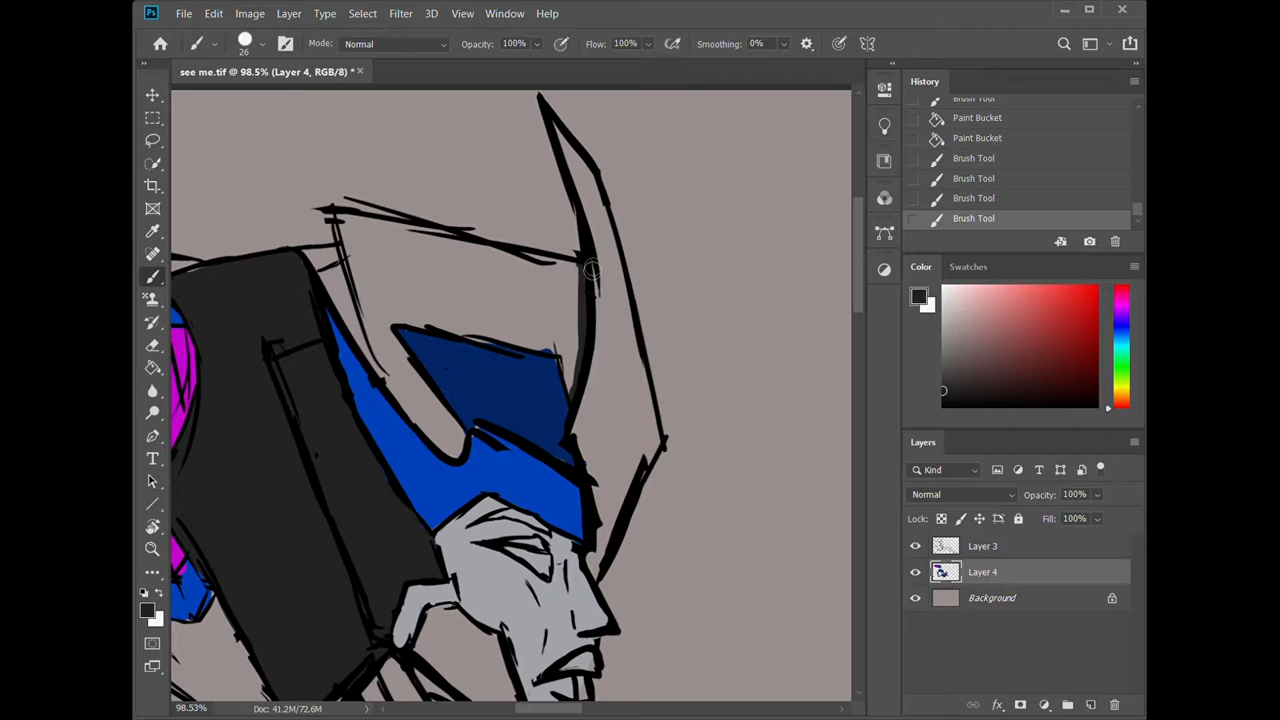 Ps File Edit Image Layer Type Select Filter 3D View Window Help
26 Mode: Normal Opacity: 100% Flow: 100% Smoothing: 0%
see me.tif @ 98.5% (Layer 4, RGB/8) *
History
Brush Tool
Paint Bucket
Paint Bucket
Brush Tool
Brush Tool
Brush Tool
Brush Tool
Color Swatches
Layers
Kind
Normal Opacity: 100%
Lock: Fill: 100%
Layer 3
Layer 4
Background
98.53% Doc: 41.2M/72.6M